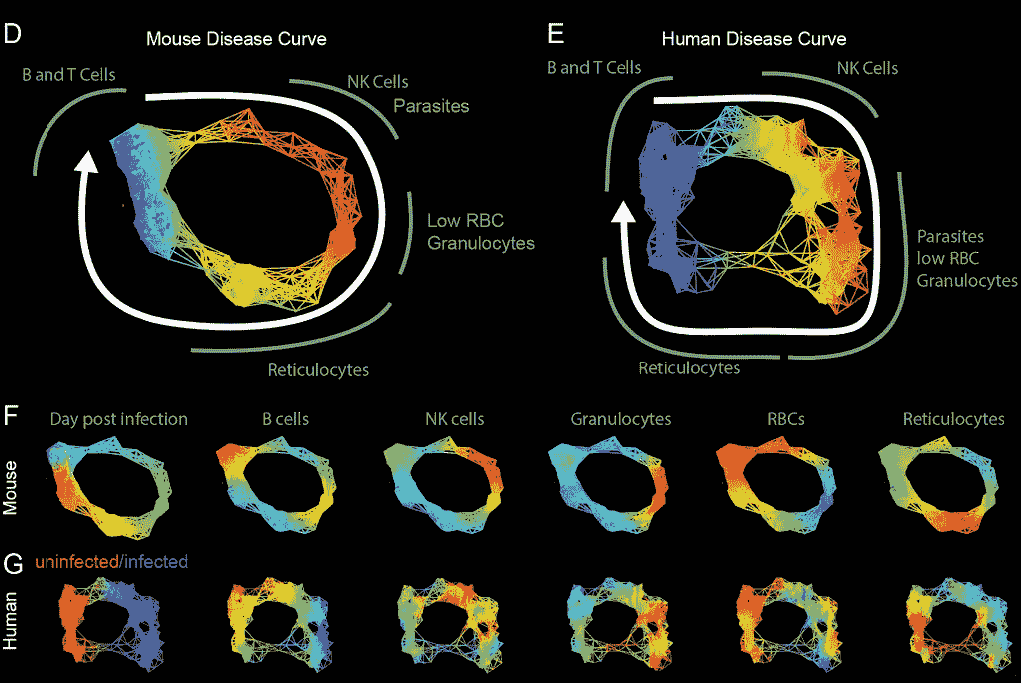 D
Mouse Disease Curve
B and T Cells
NK Cells
Parasites
Low RBC
Granulocytes
Reticulocytes
E
Human Disease Curve
B and T Cells
NK Cells
Parasites
low RBC
Granulocytes
Reticulocytes
F
Day post infection
B cells
NK cells
Granulocytes
RBCs
Reticulocytes
Mouse
G
uninfected/infected
Human